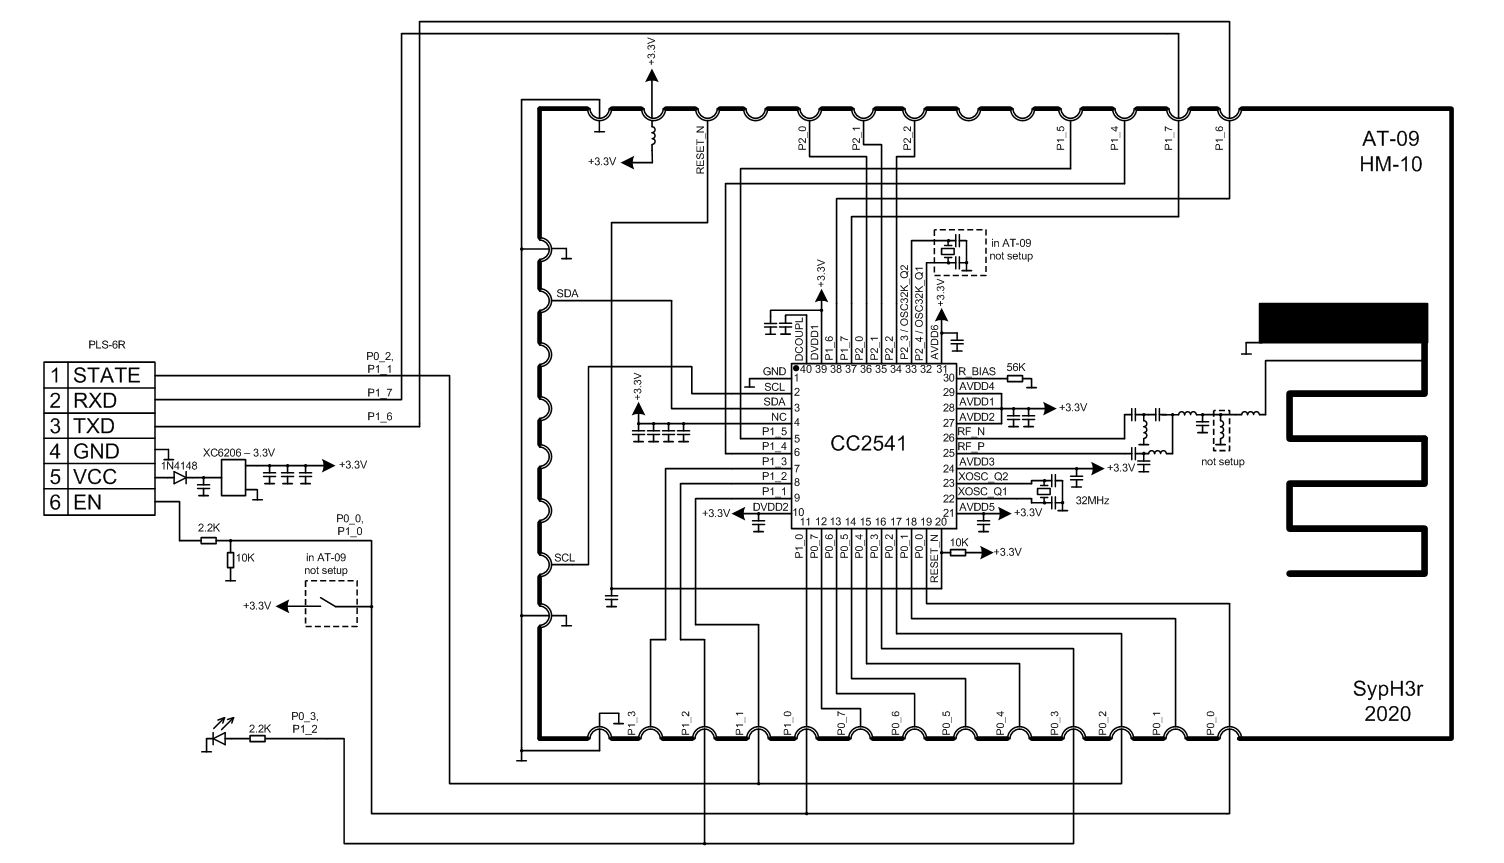 +3.3V
+3.3V
RESET_N
P2_0
P2_1
P2_2
P1_5
P1_4
P1_7
P1_6
AT-09
HM-10
in AT-09
not setup
SDA
SCL
PLS-6R
1 STATE
2 RXD
3 TXD
4 GND
5 VCC
6 EN
P0_2,
P1_1
P1_7
P1_6
1N4148
XC6206 – 3.3V
+3.3V
2.2K
P0_0,
P1_0
10K
in AT-09
not setup
+3.3V
2.2K
P0_3,
P1_2
+3.3V
+3.3V
+3.3V
DCOUPL
DVDD1
P1_6
P1_7
P2_0
P2_1
P2_2
P2_3 / OSC32K_Q2
P2_4 / OSC32K_Q1
AVDD6
40 39 38 37 36 35 34 33 32 31
GND 1
SCL 2
SDA 3
NC 4
P1_5 5
P1_4 6
P1_3 7
P1_2 8
P1_1 9
DVDD2 10
+3.3V
CC2541
30 R_BIAS 56K
29 AVDD4
28 AVDD1 +3.3V
27 AVDD2
26 RF_N
25 RF_P
24 AVDD3 +3.3V
23 XOSC_Q2
22 XOSC_Q1 32MHz
21 AVDD5 +3.3V
not setup
11 12 13 14 15 16 17 18 19 20
P1_0
P0_7
P0_6
P0_5
P0_4
P0_3
P0_2
P0_1
P0_0
RESET_N
10K
+3.3V
P1_3
P1_2
P1_1
P1_0
P0_7
P0_6
P0_5
P0_4
P0_3
P0_2
P0_1
P0_0
SypH3r
2020